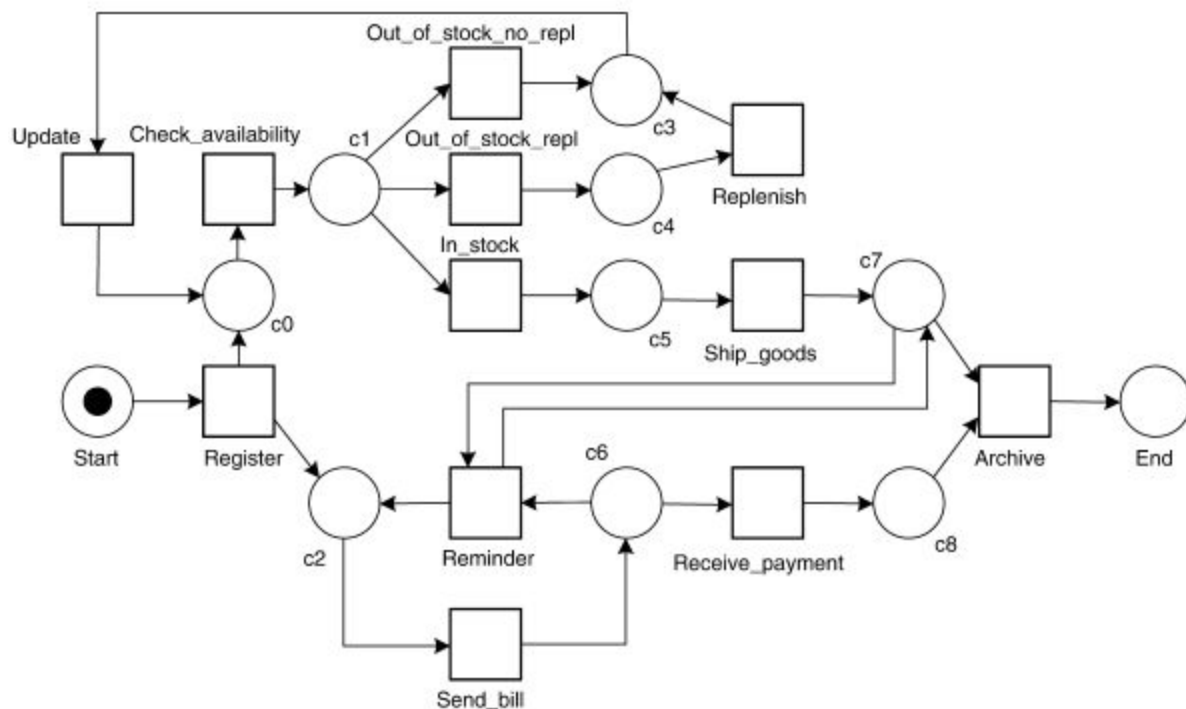 Out_of_stock_no_repl
Update
Check_availability
c1
c3
Out_of_stock_repl
Replenish
c4
In_stock
c7
c0
c5
Ship_goods
Start
Register
c6
Archive
End
c2
Reminder
Receive_payment
c8
Send_bill